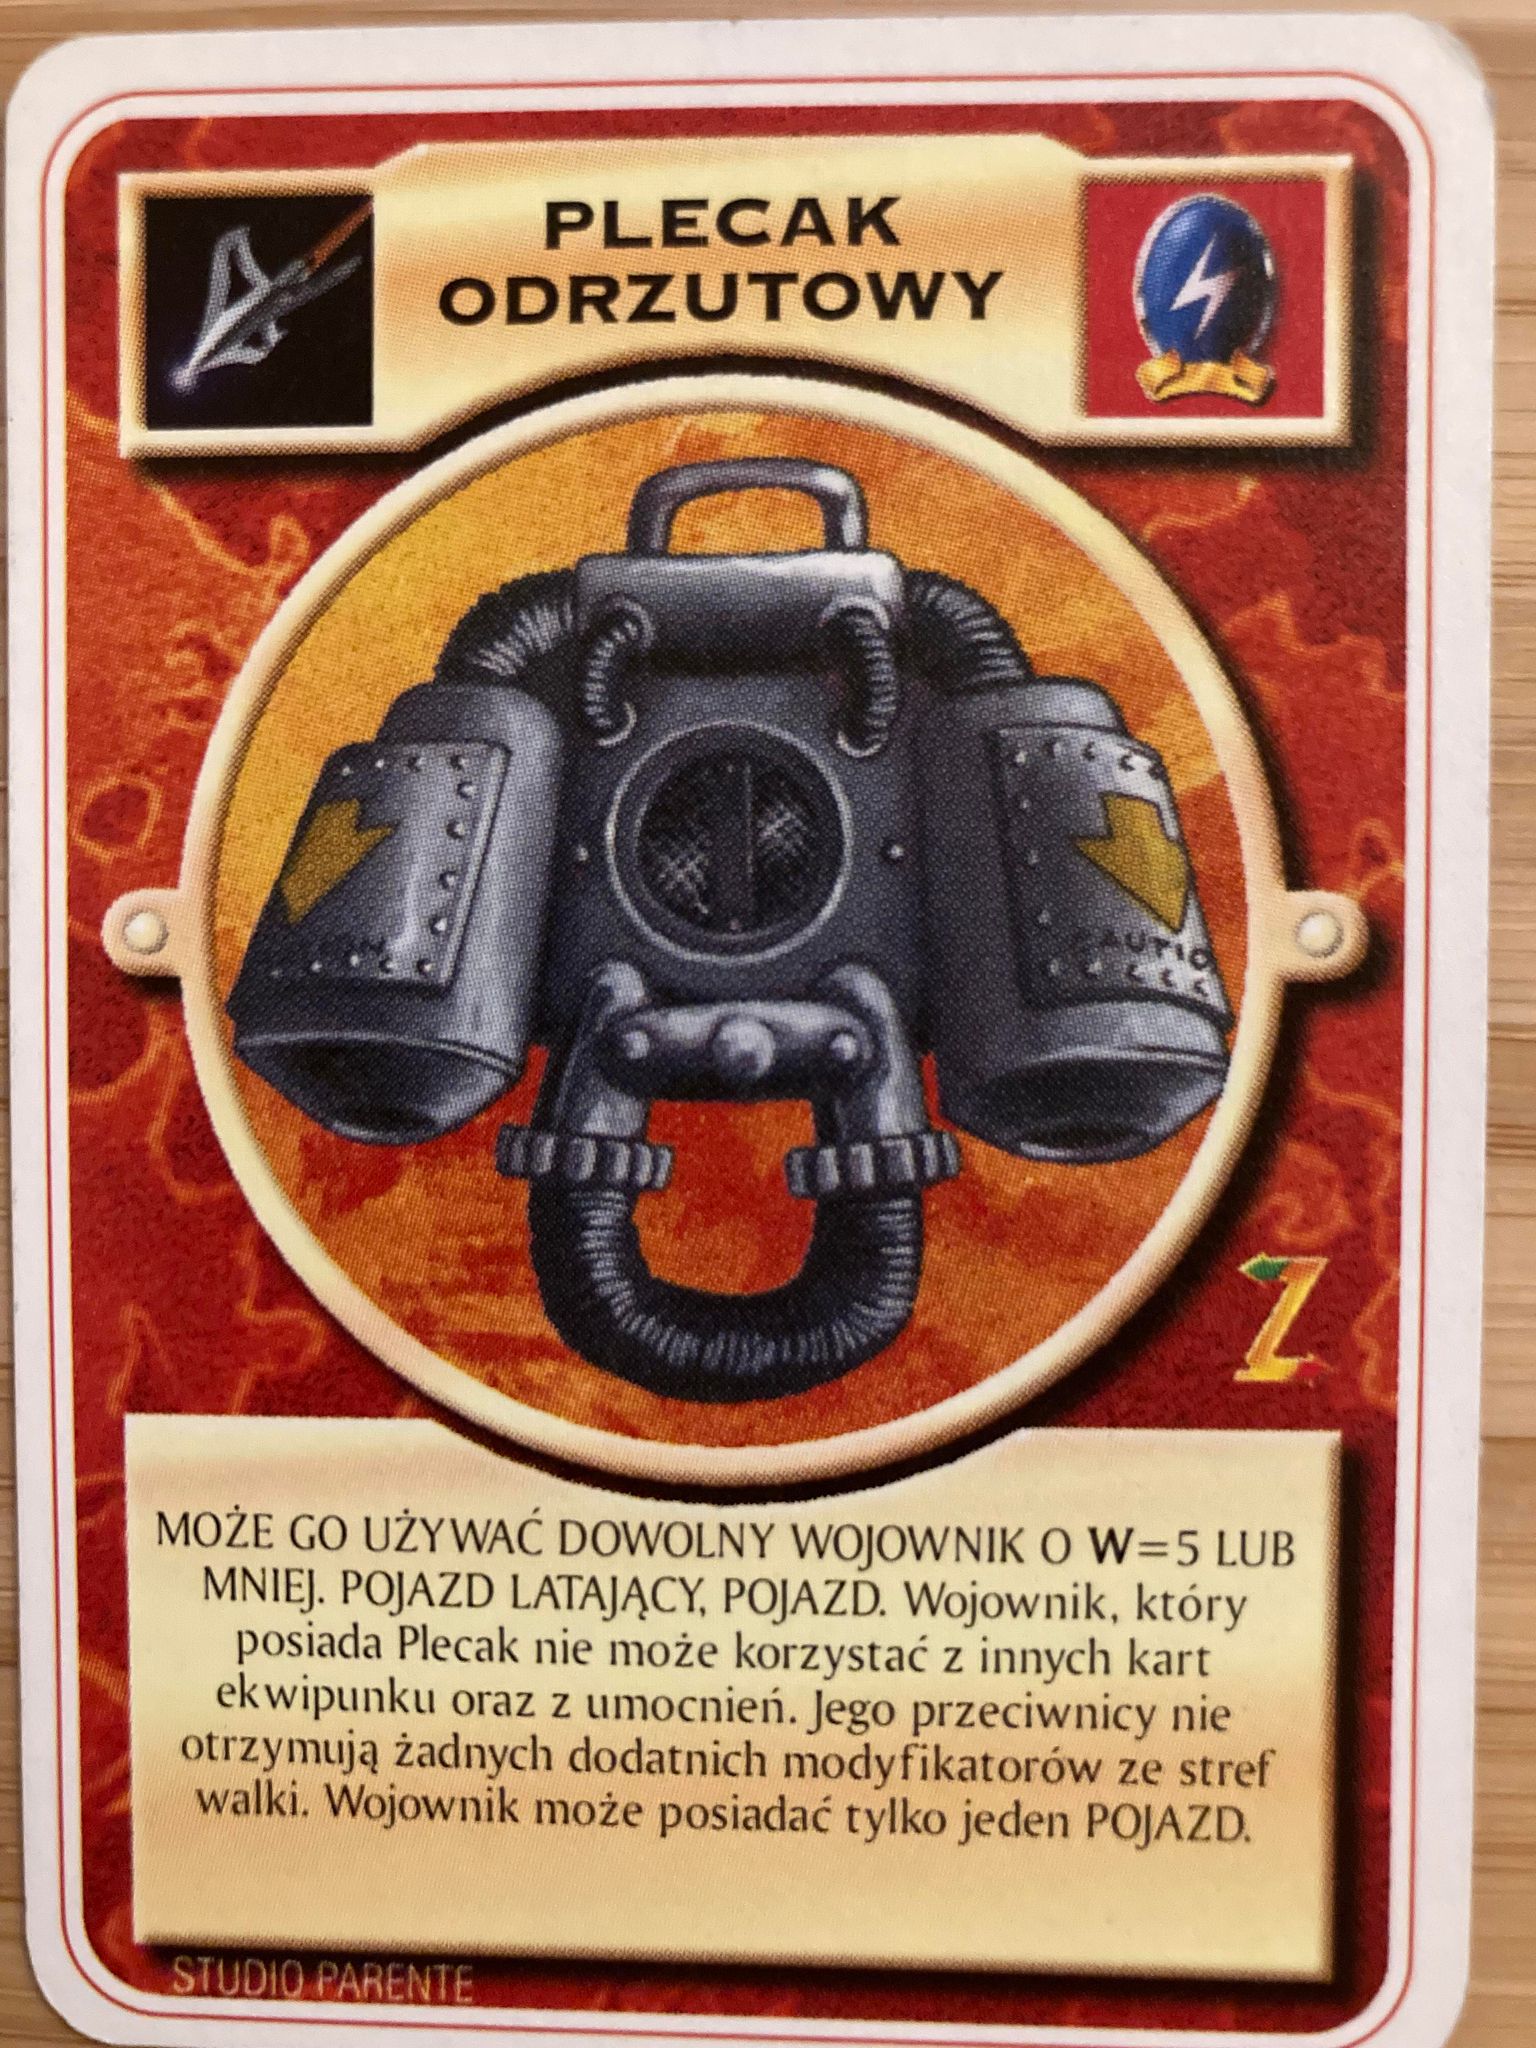 PLECAK
ODRZUTOWY
CAUTIO
Z
MOŻE GO UŻYWAĆ DOWOLNY WOJOWNIK O W=5 LUB
MNIEJ. POJAZD LATAJĄCY, POJAZD. Wojownik, który
posiada Plecak nie może korzystać z innych kart
ekwipunku oraz z umocnień. Jego przeciwnicy nie
otrzymują żadnych dodatnich modyfikatorów ze stref
walki. Wojownik może posiadać tylko jeden POJAZD.
STUDIO PARENTE